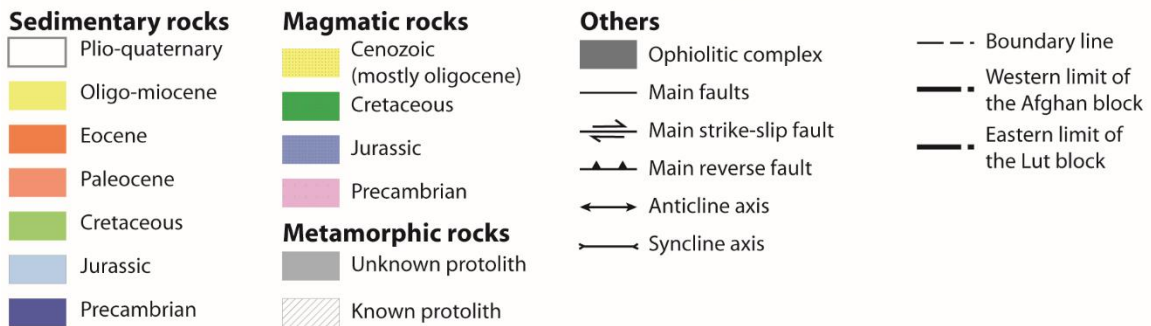 Sedimentary rocks
Plio-quaternary
Oligo-miocene
Eocene
Paleocene
Cretaceous
Jurassic
Precambrian
Magmatic rocks
Cenozoic
(mostly oligocene)
Cretaceous
Jurassic
Precambrian
Metamorphic rocks
Unknown protolith
Known protolith
Others
Ophiolitic complex
Main faults
Main strike-slip fault
Main reverse fault
Anticline axis
Syncline axis
Boundary line
Western limit of
the Afghan block
Eastern limit of
the Lut block